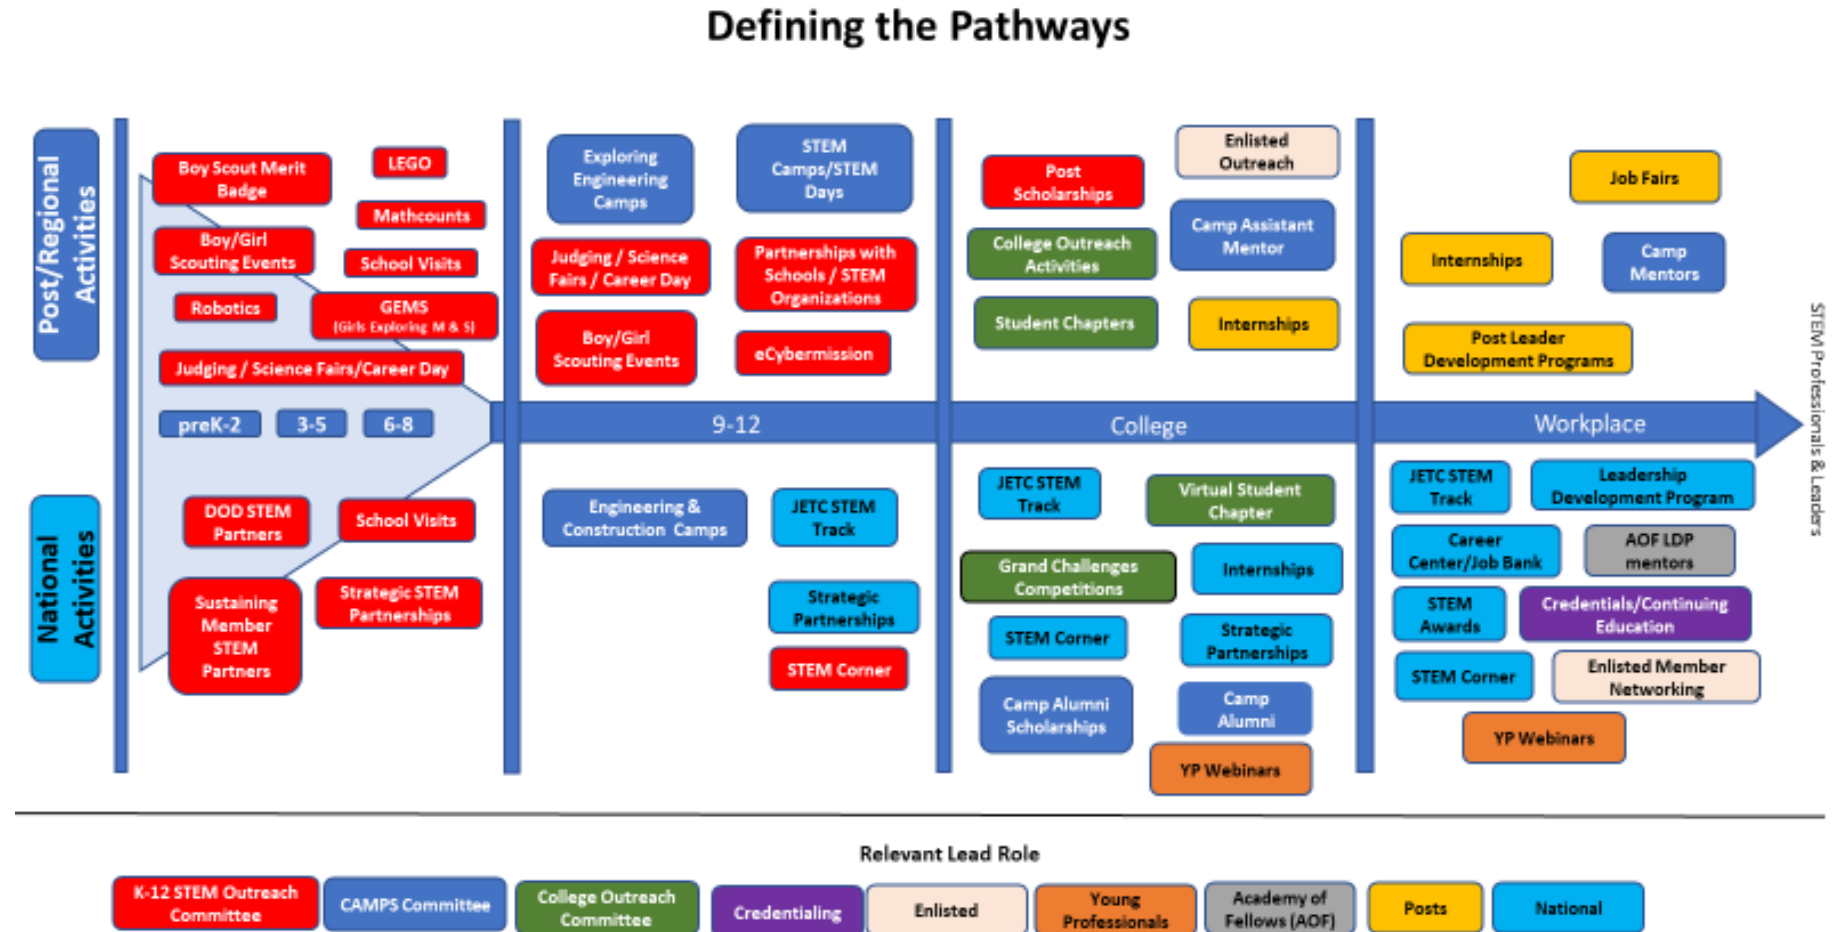 Defining the Pathways
Post/Regional
Activities
Boy Scout Merit
Badge
LEGO
Mathcounts
Boy/Girl
Scouting Events
School Visits
Robotics
GEMS
(Girls Exploring M & S)
Judging / Science Fairs/Career Day
Exploring
Engineering
Camps
STEM
Camps/STEM
Days
Judging / Science
Fairs / Career Day
Partnerships with
Schools / STEM
Organizations
Boy/Girl
Scouting Events
eCybermission
Post
Scholarships
Enlisted
Outreach
College Outreach
Activities
Camp Assistant
Mentor
Student Chapters
Internships
Job Fairs
Internships
Camp
Mentors
Post Leader
Development Programs
preK-2
3-5
6-8
9-12
College
Workplace
STEM Professionals & Leaders
National
Activities
DOD STEM
Partners
School Visits
Sustaining
Member
STEM
Partners
Strategic STEM
Partnerships
Engineering &
Construction Camps
JETC STEM
Track
Strategic
Partnerships
STEM Corner
JETC STEM
Track
Virtual Student
Chapter
Grand Challenges
Competitions
Internships
STEM Corner
Strategic
Partnerships
Camp Alumni
Scholarships
Camp
Alumni
YP Webinars
JETC STEM
Track
Leadership
Development Program
Career
Center/Job Bank
AOF LDP
mentors
STEM
Awards
Credentials/Continuing
Education
STEM Corner
Enlisted Member
Networking
YP Webinars
Relevant Lead Role
K-12 STEM Outreach
Committee
CAMPS Committee
College Outreach
Committee
Credentialing
Enlisted
Young
Professionals
Academy of
Fellows (AOF)
Posts
National